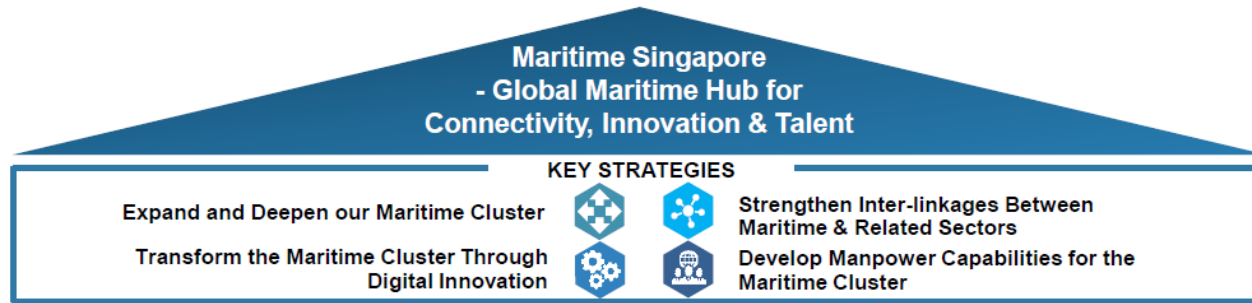 Maritime Singapore
- Global Maritime Hub for
Connectivity, Innovation & Talent
KEY STRATEGIES
Expand and Deepen our Maritime Cluster
Strengthen Inter-linkages Between
Maritime & Related Sectors
Transform the Maritime Cluster Through
Digital Innovation
Develop Manpower Capabilities for the
Maritime Cluster